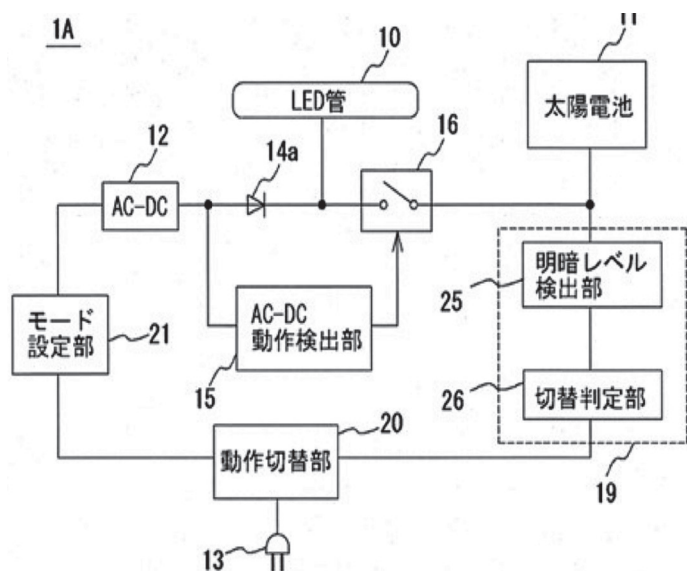 1A
10
11
LED管
太陽電池
12
14a
16
AC-DC
25
明暗レベル
検出部
モード
設定部
21
AC-DC
動作検出部
15
26
切替判定部
20
動作切替部
19
13